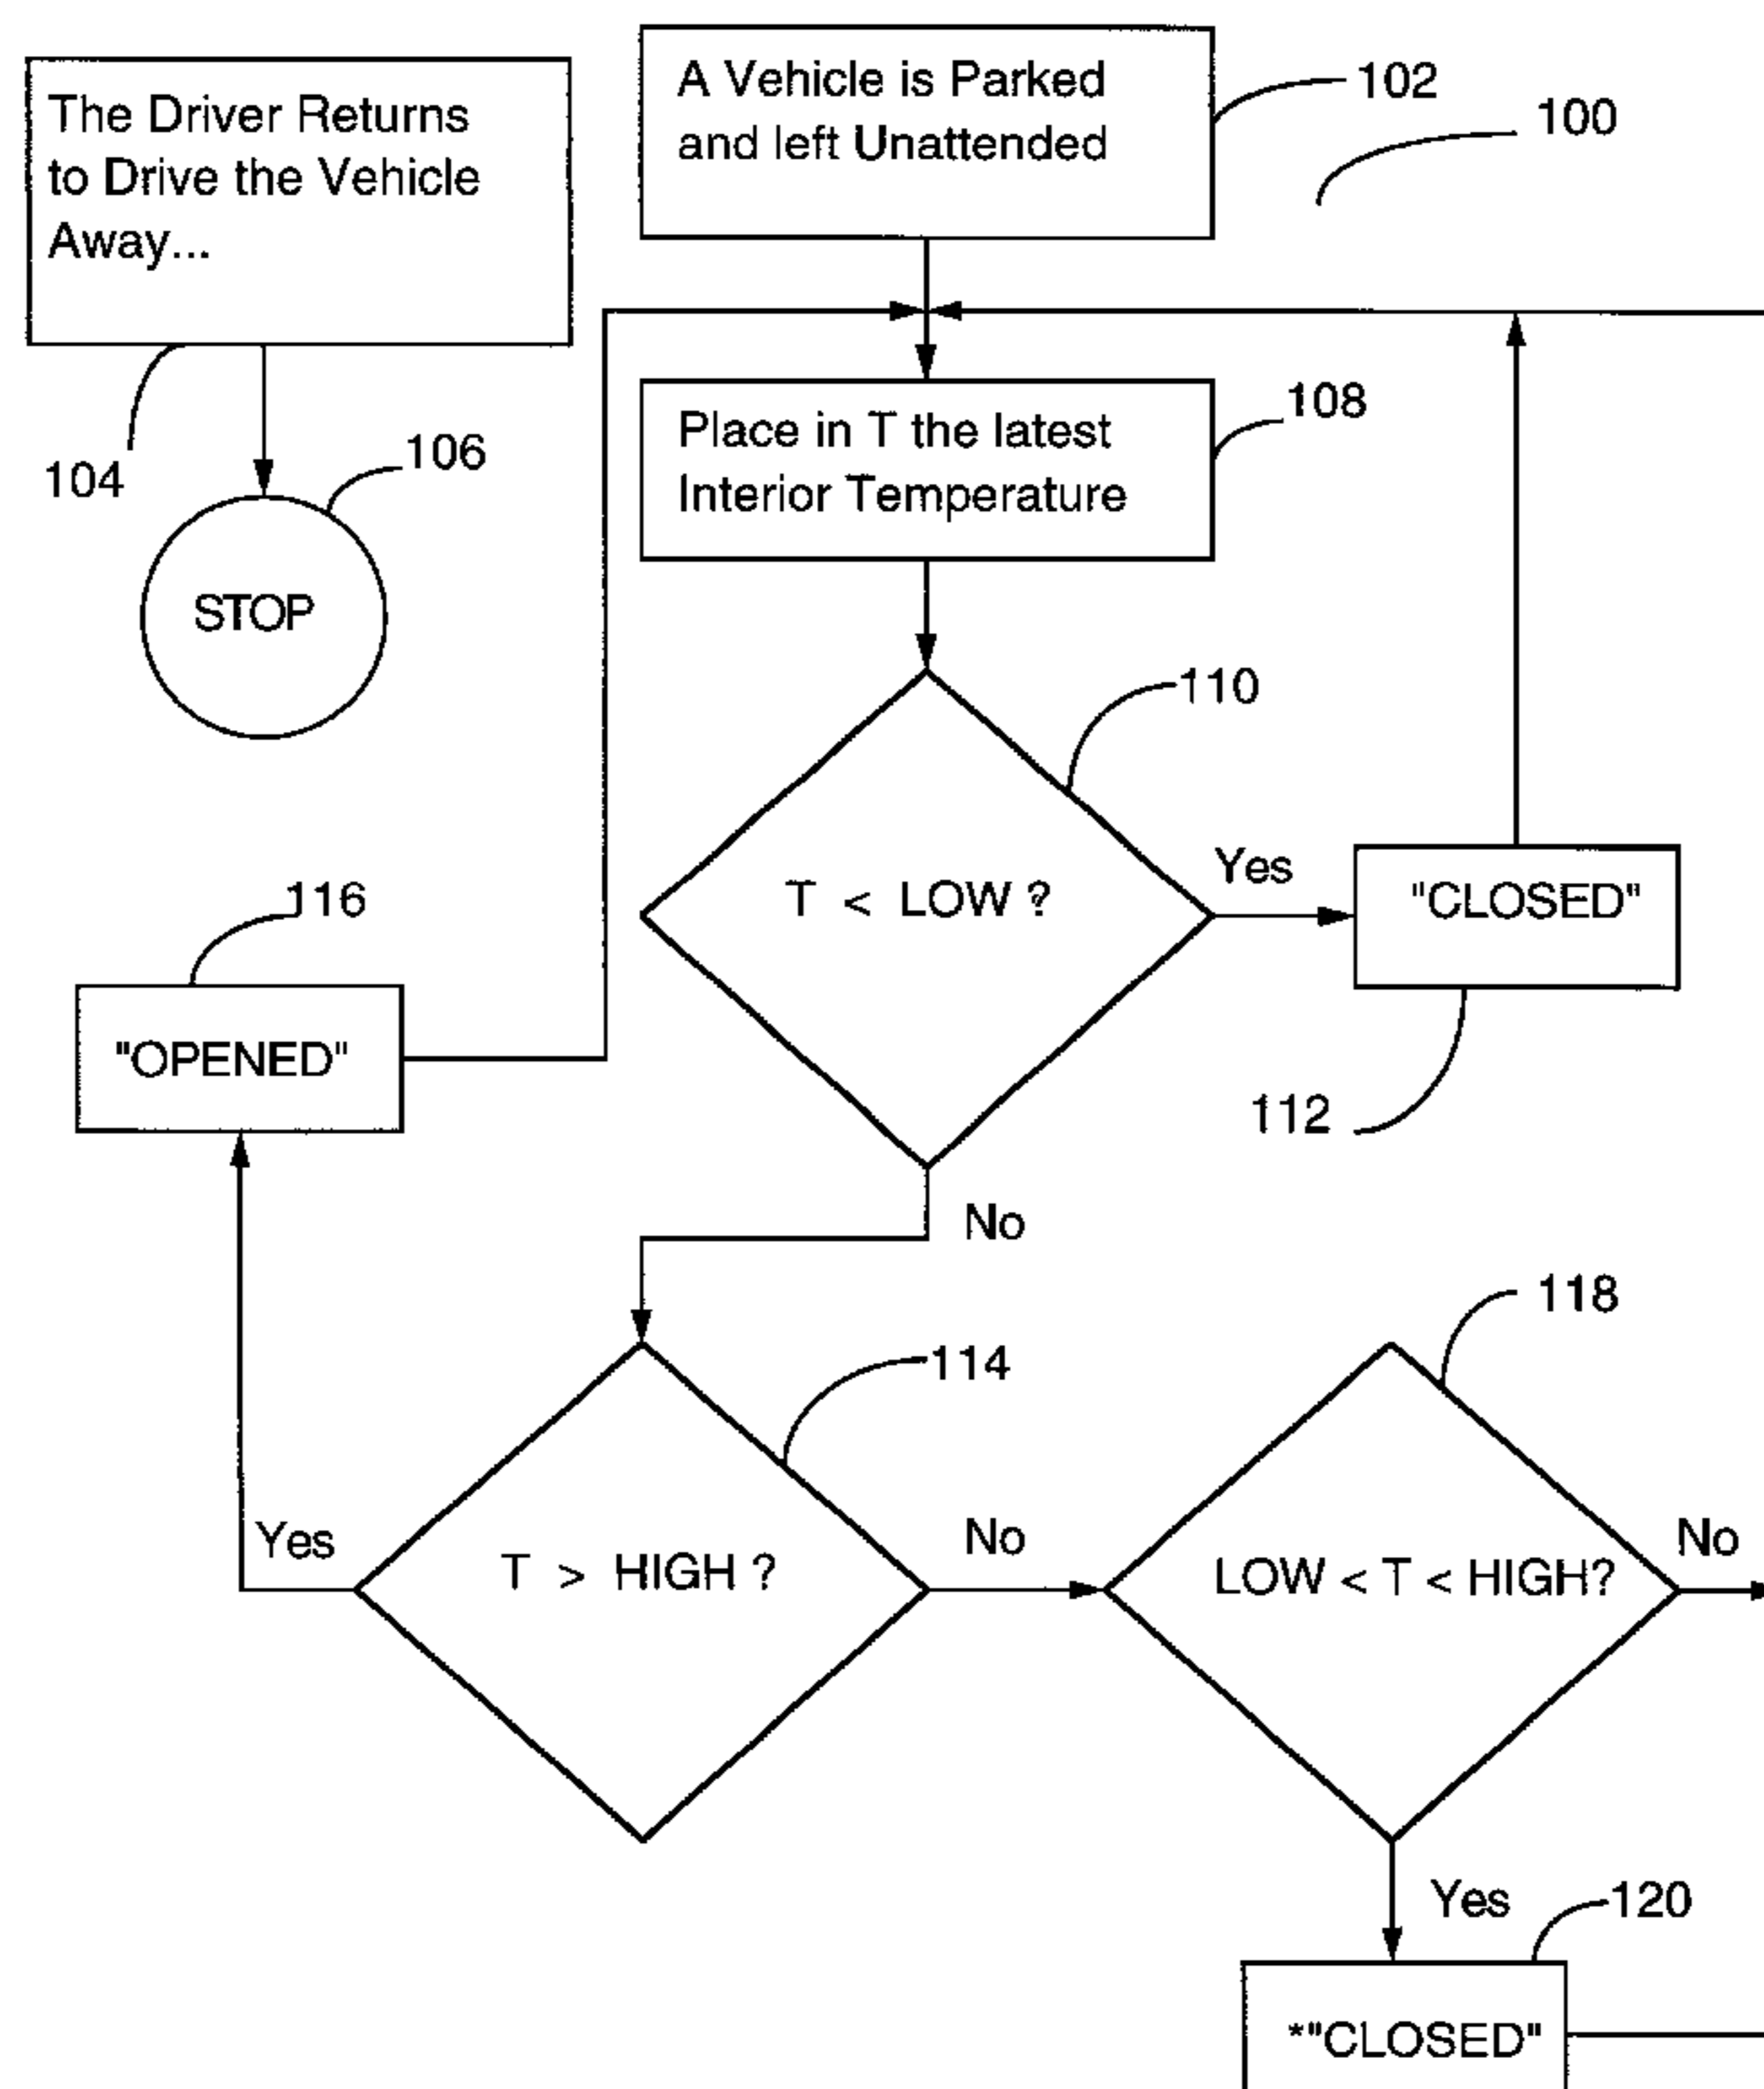 The Driver Returns
to Drive the Vehicle
Away...
A Vehicle is Parked
and left Unattended
102
100
104
106
STOP
Place in T the latest
Interior Temperature
108
110
T < LOW ?
Yes
"CLOSED"
112
116
"OPENED"
No
114
118
Yes
T > HIGH ?
No
LOW < T < HIGH?
No
Yes
120
*"CLOSED"